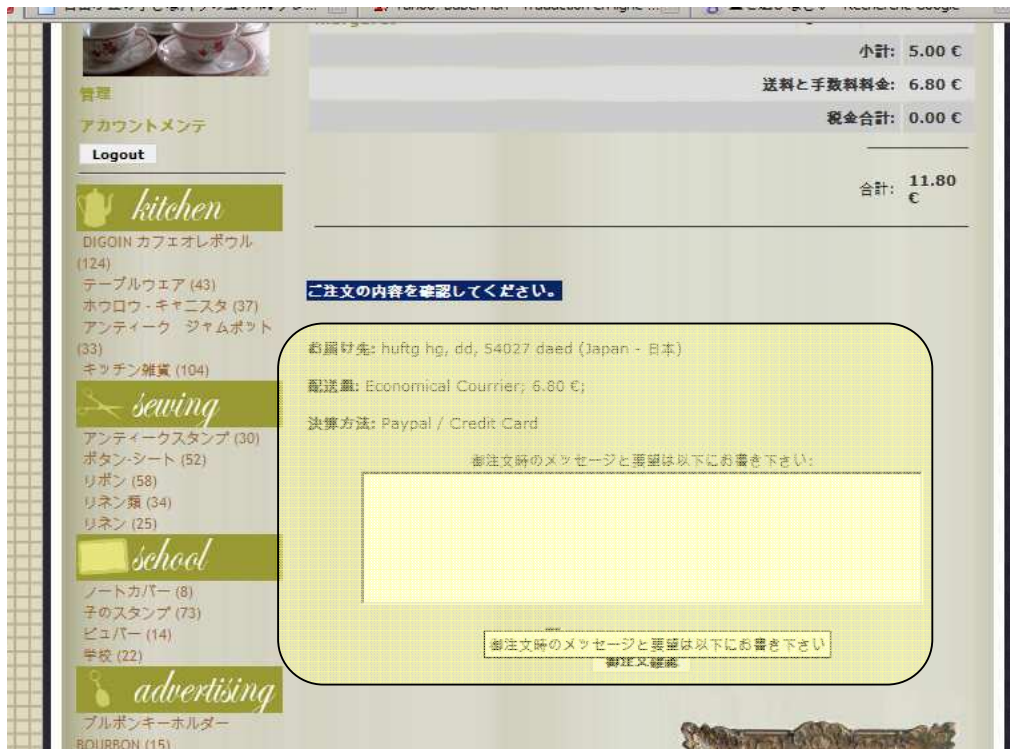 小計: 5.00 €
送料と手数料料金: 6.80 €
税金合計: 0.00 €
合計: 11.80 €
管理
アカウントメンテ
Logout
kitchen
DIGOIN カフェオレボウル
(124)
テーブルウェア (43)
ホウロウ - キャニスタ (37)
アンティーク ジャムポット
(33)
キッチン雑貨 (104)
sewing
アンティークスタンプ (30)
ボタン-シート (52)
リボン (58)
リネン類 (34)
リネン (25)
school
ノートカバー (8)
子のスタンプ (73)
ビュバー (14)
学校 (22)
advertising
ブルボンキーホルダー
BOURBON (15)
ご注文の内容を確認してください。
お届け先: huftg hg, dd, 54027 daed (Japan - 日本)
配送量: Economical Courrier; 6.80 €;
決算方法: Paypal / Credit Card
御注文時のメッセージと要望は以下にお書き下さい:
御注文時のメッセージと要望は以下にお書き下さい